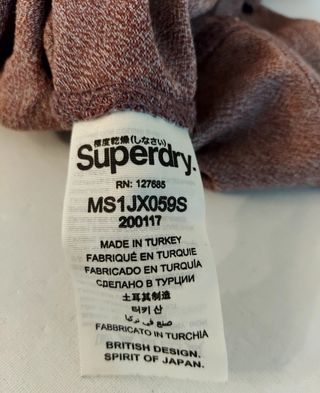 極度乾燥(しなさい)
Superdry.
RN: 127685
MS1JX059S
200117
MADE IN TURKEY
FABRIQUÉ EN TURQUIE
FABRICADO EN TURQUÍA
СДЕЛАНО В ТУРЦИИ
土耳其制造
터키 산
صنع في تركيا
FABBRICATO IN TURCHIA
BRITISH DESIGN.
SPIRIT OF JAPAN.